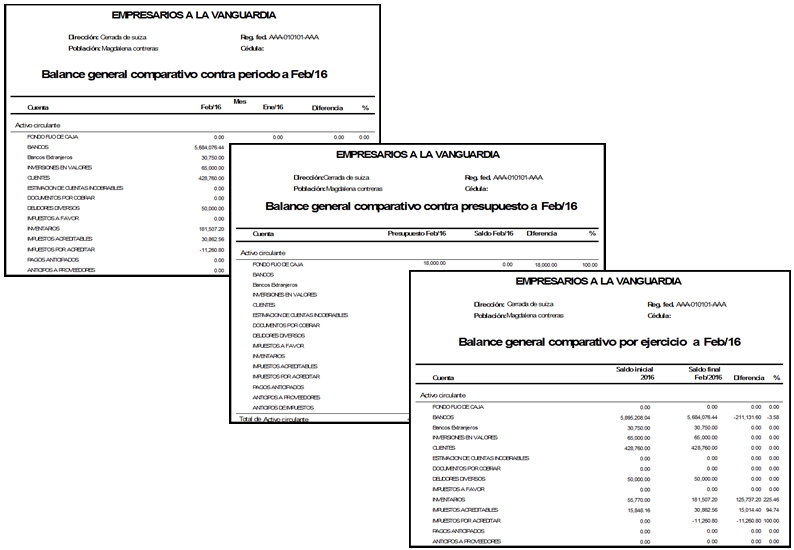 EMPRESARIOS A LA VANGUARDIA
Dirección: Cerrada de suiza Reg. fed. AAA-010101-AAA
Población: Magdalena contreras Cédula:
Balance general comparativo contra periodo a Feb/16
Mes
Cuenta Feb/16 Ene/16 Diferencia %
Activo circulante
FONDO FIJO DE CAJA 0.00 0.00 0.00 0.00
BANCOS 5,684,076.44
Bancos Extranjeros 30,750.00
INVERSIONES EN VALORES 65,000.00
CLIENTES 428,760.00
ESTIMACION DE CUENTAS INCOBRABLES 0.00
DOCUMENTOS POR COBRAR 0.00
DEUDORES DIVERSOS 50,000.00
IMPUESTOS A FAVOR 0.00
INVENTARIOS 181,507.20
IMPUESTOS ACREDITABLES 30,862.56
IMPUESTOS POR ACREDITAR -11,260.80
PAGOS ANTICIPADOS 0.00
ANTICIPOS A PROVEEDORES 0.00
EMPRESARIOS A LA VANGUARDIA
Dirección: Cerrada de suiza Reg. fed. AAA-010101-AAA
Población: Magdalena contreras Cédula:
Balance general comparativo contra presupuesto a Feb/16
Cuenta Presupuesto Feb/16 Saldo Feb/16 Diferencia %
Activo circulante
FONDO FIJO DE CAJA 18,000.00 0.00 18,000.00 100.00
BANCOS
Bancos Extranjeros
INVERSIONES EN VALORES
CLIENTES
ESTIMACION DE CUENTAS INCOBRABLES
DOCUMENTOS POR COBRAR
DEUDORES DIVERSOS
IMPUESTOS A FAVOR
INVENTARIOS
IMPUESTOS ACREDITABLES
IMPUESTOS POR ACREDITAR
PAGOS ANTICIPADOS
ANTICIPOS A PROVEEDORES
ANTICIPOS DE IMPUESTOS
Total de Activo circulante
EMPRESARIOS A LA VANGUARDIA
Dirección: Cerrada de suiza Reg. fed. AAA-010101-AAA
Población: Magdalena contreras Cédula:
Balance general comparativo por ejercicio a Feb/16
Saldo inicial Saldo final
Cuenta 2016 Feb/2016 Diferencia %
Activo circulante
FONDO FIJO DE CAJA 0.00 0.00 0.00 0.00
BANCOS 5,895,208.04 5,684,076.44 -211,131.60 -3.58
Bancos Extranjeros 30,750.00 30,750.00 0.00 0.00
INVERSIONES EN VALORES 65,000.00 65,000.00 0.00 0.00
CLIENTES 428,760.00 428,760.00 0.00 0.00
ESTIMACION DE CUENTAS INCOBRABLES 0.00 0.00 0.00 0.00
DOCUMENTOS POR COBRAR 0.00 0.00 0.00 0.00
DEUDORES DIVERSOS 50,000.00 50,000.00 0.00 0.00
IMPUESTOS A FAVOR 0.00 0.00 0.00 0.00
INVENTARIOS 55,770.00 181,507.20 125,737.20 225.46
IMPUESTOS ACREDITABLES 15,848.16 30,862.56 15,014.40 94.74
IMPUESTOS POR ACREDITAR 0.00 -11,260.80 -11,260.80 100.00
PAGOS ANTICIPADOS 0.00 0.00 0.00 0.00
ANTICIPOS A PROVEEDORES 0.00 0.00 0.00 0.00